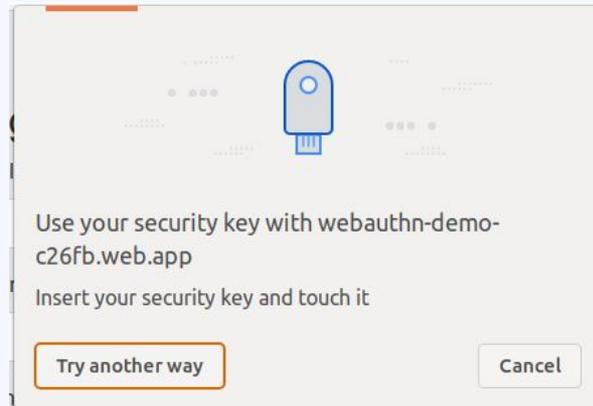 Use your security key with webauthn-demo-
c26fb.web.app
Insert your security key and touch it
Try another way
Cancel